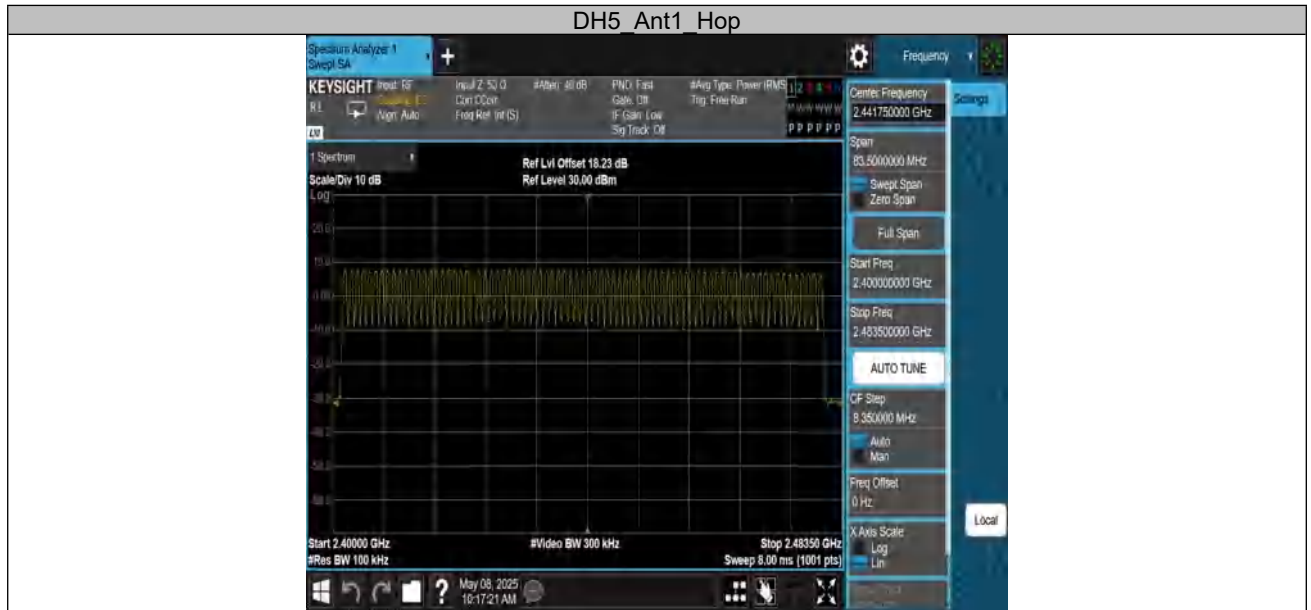 DH5_Ant1_Hop
Spectrum Analyzer 1
Swept SA
+
Frequency
KEYSIGHT
Input: RF
Input Z: 50 Ω
#Atten: 40 dB
PNO: Fast
#Avg Type: Power (RMS
Align: Auto
Corr CCorr
Gate: Off
Trig: Free Run
Freq Ref: Int (S)
IF Gain: Low
Sig Track: Off
P P P P P P
Center Frequency
2.441750000 GHz
Settings
Span
83.5000000 MHz
Swept Span
Zero Span
Full Span
Start Freq
2.400000000 GHz
Stop Freq
2.483500000 GHz
AUTO TUNE
CF Step
8.350000 MHz
Auto
Man
Freq Offset
0 Hz
X Axis Scale
Log
Lin
Local
1 Spectrum
Ref Lvl Offset 18.23 dB
Scale/Div 10 dB
Ref Level 30.00 dBm
Log
Start 2.40000 GHz
#Video BW 300 kHz
Stop 2.48350 GHz
#Res BW 100 kHz
Sweep 8.00 ms (1001 pts)
?
May 08, 2025
10:17:21 AM